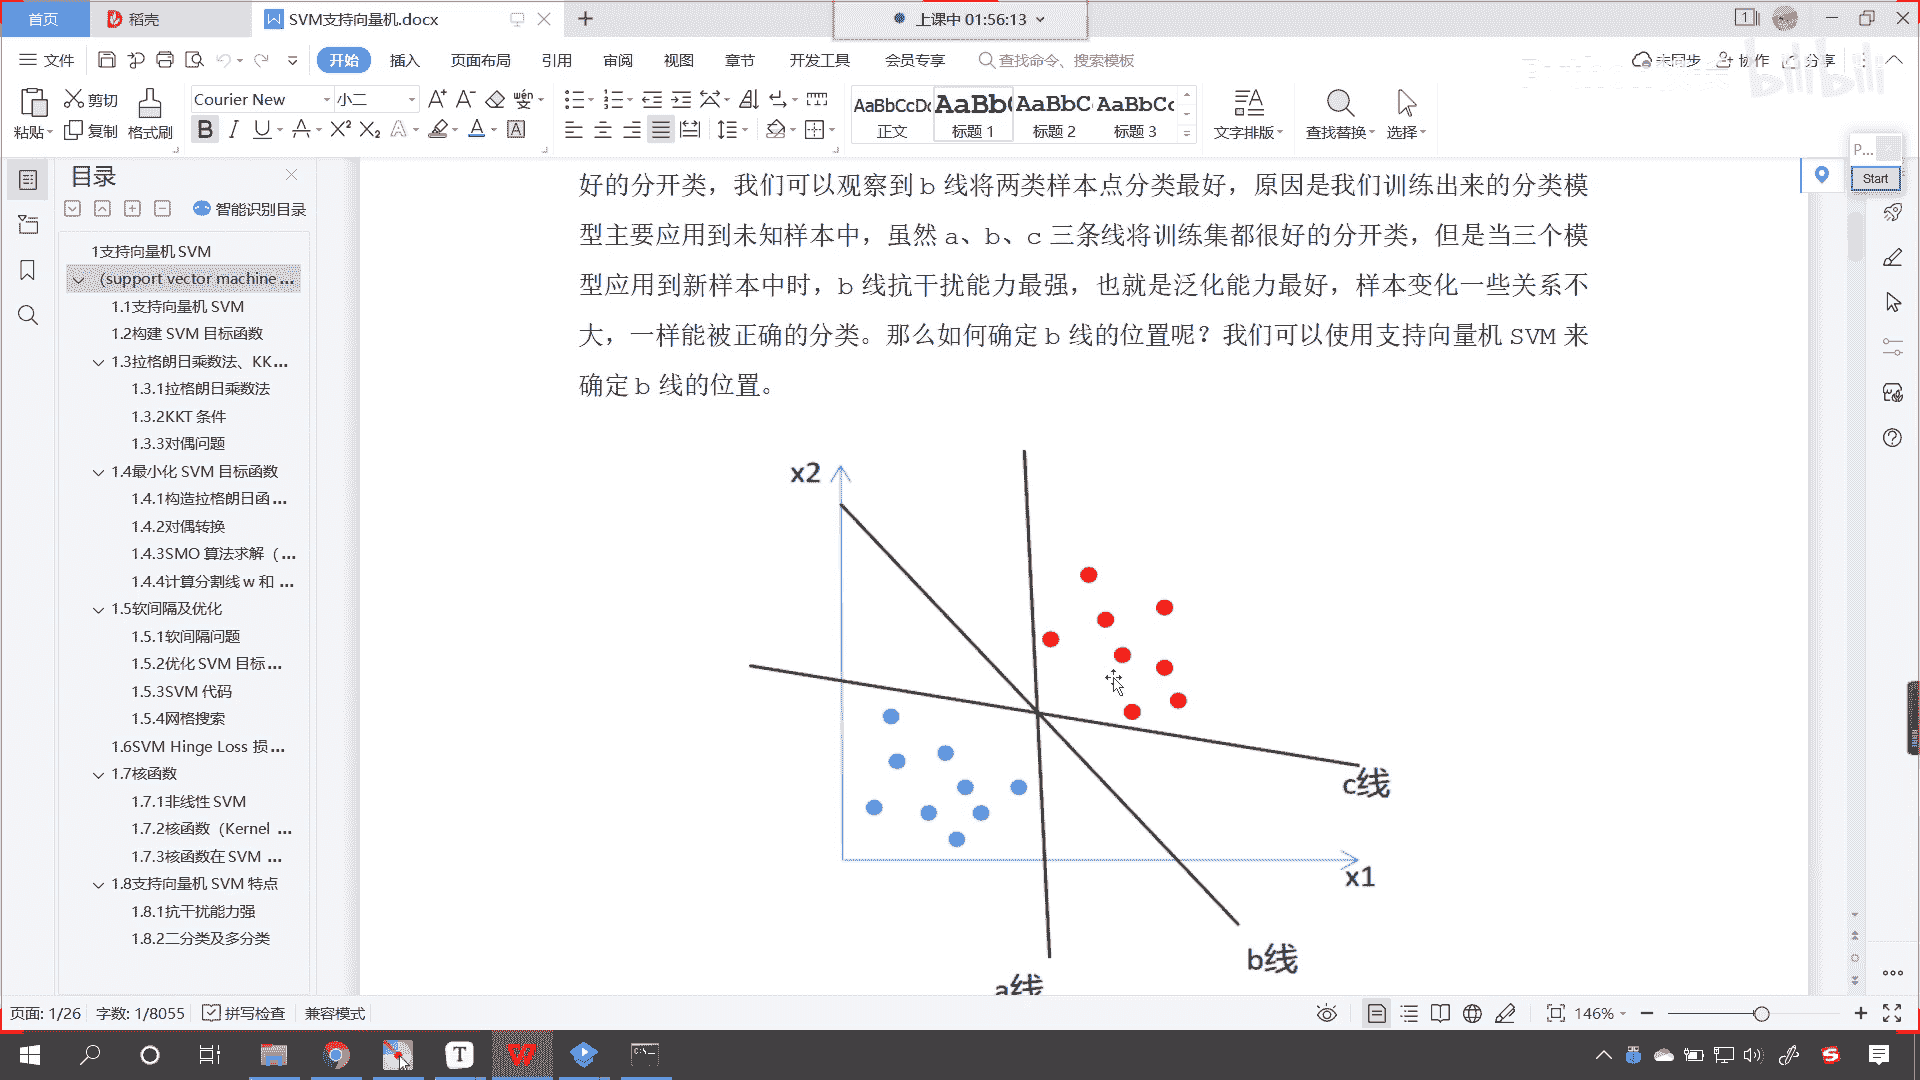 首页 稻壳 SVM支持向量机.docx 上课中 01:56:13
文件 开始 插入 页面布局 引用 审阅 视图 章节 开发工具 会员专享 查找命令、搜索模板 未同步 协作 分享
bilibili
粘贴 剪切 复制 格式刷 Courier New 小二
AaBbCcDc AaBb( AaBbC AaBbCc
正文 标题 1 标题 2 标题 3 文字排版 查找替换 选择
P...
Start
目录
智能识别目录
1支持向量机 SVM
(support vector machine ...
1.1支持向量机 SVM
1.2构建 SVM 目标函数
1.3拉格朗日乘数法、KK...
1.3.1拉格朗日乘数法
1.3.2KKT 条件
1.3.3对偶问题
1.4最小化 SVM 目标函数
1.4.1构造拉格朗日函 ...
1.4.2对偶转换
1.4.3SMO 算法求解（ ...
1.4.4计算分割线 w 和 ...
1.5软间隔及优化
1.5.1软间隔问题
1.5.2优化 SVM 目标 ...
1.5.3SVM 代码
1.5.4网格搜索
1.6SVM Hinge Loss 损 ...
1.7核函数
1.7.1非线性 SVM
1.7.2核函数（Kernel ...
1.7.3核函数在 SVM ...
1.8支持向量机 SVM 特点
1.8.1抗干扰能力强
1.8.2二分类及多分类
好的分开类，我们可以观察到 b 线将两类样本点分类最好，原因是我们训练出来的分类模
型主要应用到未知样本中，虽然 a、b、c 三条线将训练集都很好的分开类，但是当三个模
型应用到新样本中时，b 线抗干扰能力最强，也就是泛化能力最好，样本变化一些关系不
大，一样能被正确的分类。那么如何确定 b 线的位置呢？我们可以使用支持向量机 SVM 来
确定 b 线的位置。
x2
c线
x1
b线
a线
页面: 1/26 字数: 1/8055 拼写检查 兼容模式 146%